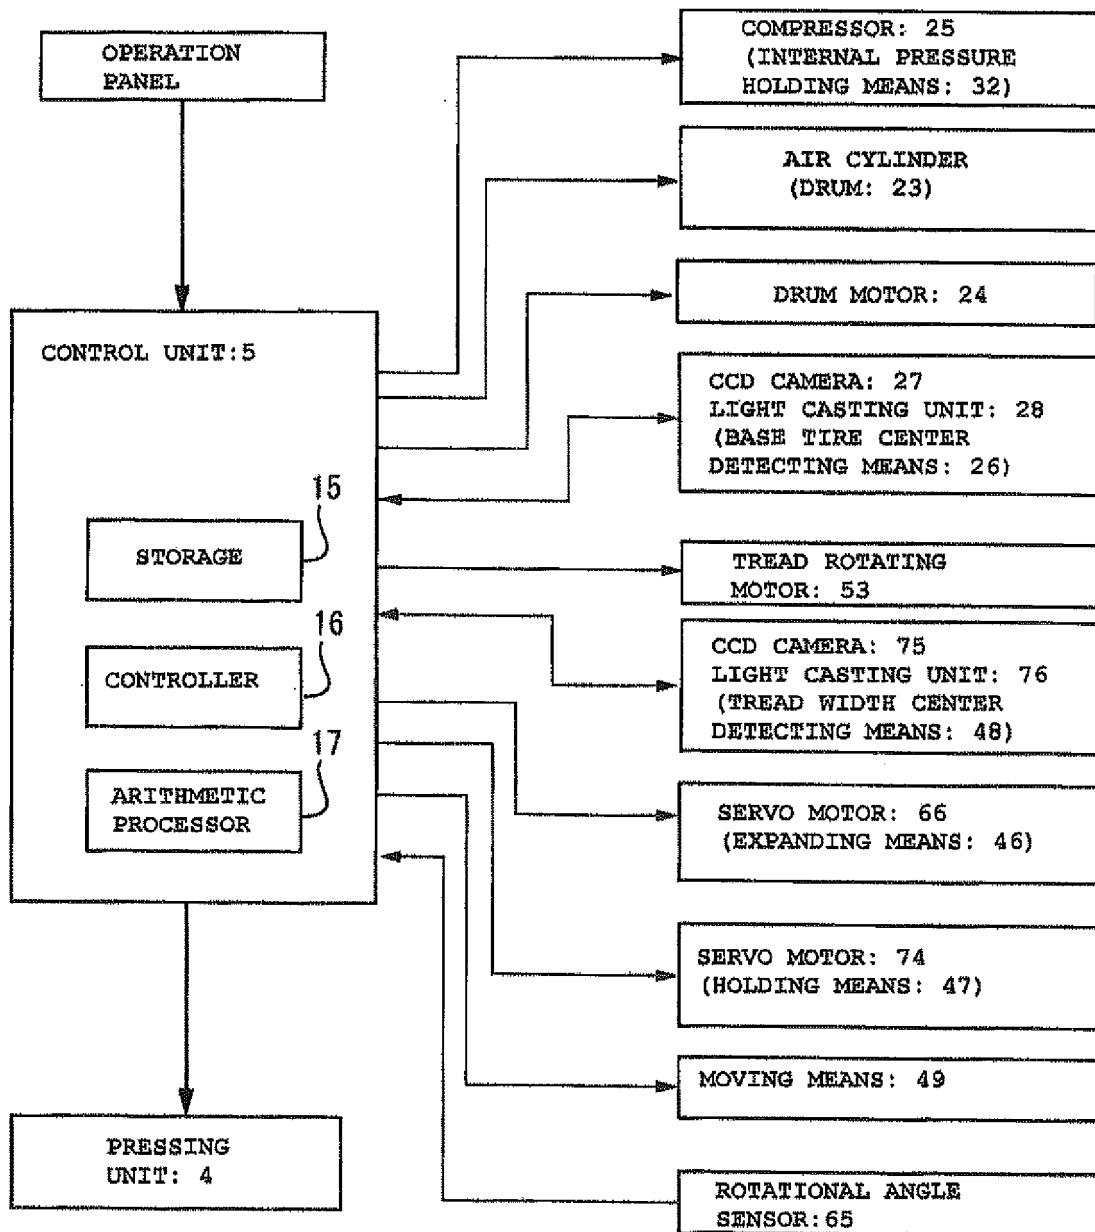 OPERATION
PANEL
CONTROL UNIT:5
15
STORAGE
16
CONTROLLER
17
ARITHMETIC
PROCESSOR
PRESSING
UNIT: 4
COMPRESSOR: 25
(INTERNAL PRESSURE
HOLDING MEANS: 32)
AIR CYLINDER
(DRUM: 23)
DRUM MOTOR: 24
CCD CAMERA: 27
LIGHT CASTING UNIT: 28
(BASE TIRE CENTER
DETECTING MEANS: 26)
TREAD ROTATING
MOTOR: 53
CCD CAMERA: 75
LIGHT CASTING UNIT: 76
(TREAD WIDTH CENTER
DETECTING MEANS: 48)
SERVO MOTOR: 66
(EXPANDING MEANS: 46)
SERVO MOTOR: 74
(HOLDING MEANS: 47)
MOVING MEANS: 49
ROTATIONAL ANGLE
SENSOR:65